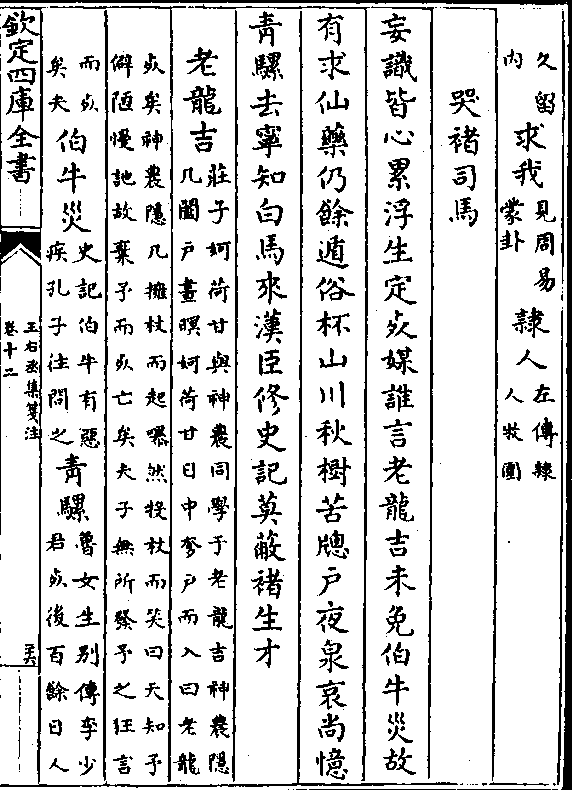 久留內求我見周易蒙卦隸人左傳隸人牧圉
哭褚司馬
妄識皆心累浮生定死媒誰言老龍吉未免伯牛災故
有求仙藥仍餘遁俗杯山川秋樹苦牕戸夜泉哀尚憶
青騾去寧知白馬來漢臣修史記莫蔽褚生才
老龍吉莊子妸荷甘與神農同學于老龍吉神農隱几闔戸晝瞑妸荷甘日中奓戸而入曰老龍
死矣神農隱几擁杖而起嚗然投杖而笑曰天知予僻陋慢訑故棄予而死亡矣夫子無所發予之狂言
而死矣夫伯牛災史記伯牛有惡疾孔子往問之青騾魯女生別傳李少君死後百餘日人
欽定四庫全書
王右丞集箋注
卷十二